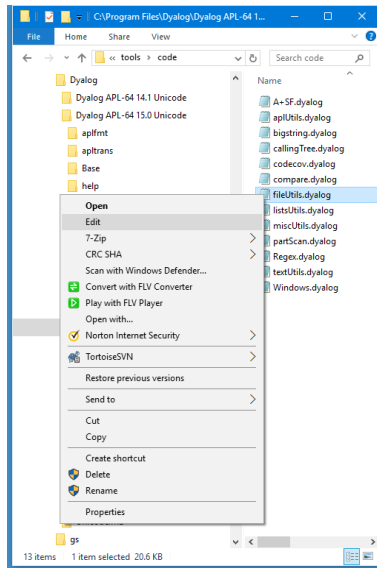 C:\Program Files\Dyalog\Dyalog APL-64 1...
File Home Share View
« tools › code
Search code
Dyalog
Dyalog APL-64 14.1 Unicode
Dyalog APL-64 15.0 Unicode
aplfmt
apltrans
Base
help
Name
A+SF.dyalog
aplUtils.dyalog
bigstring.dyalog
callingTree.dyalog
codecov.dyalog
compare.dyalog
fileUtils.dyalog
listsUtils.dyalog
miscUtils.dyalog
partScan.dyalog
Regex.dyalog
textUtils.dyalog
Windows.dyalog
Open
Edit
7-Zip
CRC SHA
Scan with Windows Defender...
Convert with FLV Converter
Play with FLV Player
Open with...
Norton Internet Security
TortoiseSVN
Restore previous versions
Send to
Cut
Copy
Create shortcut
Delete
Rename
Properties
gs
13 items 1 item selected 20.6 KB